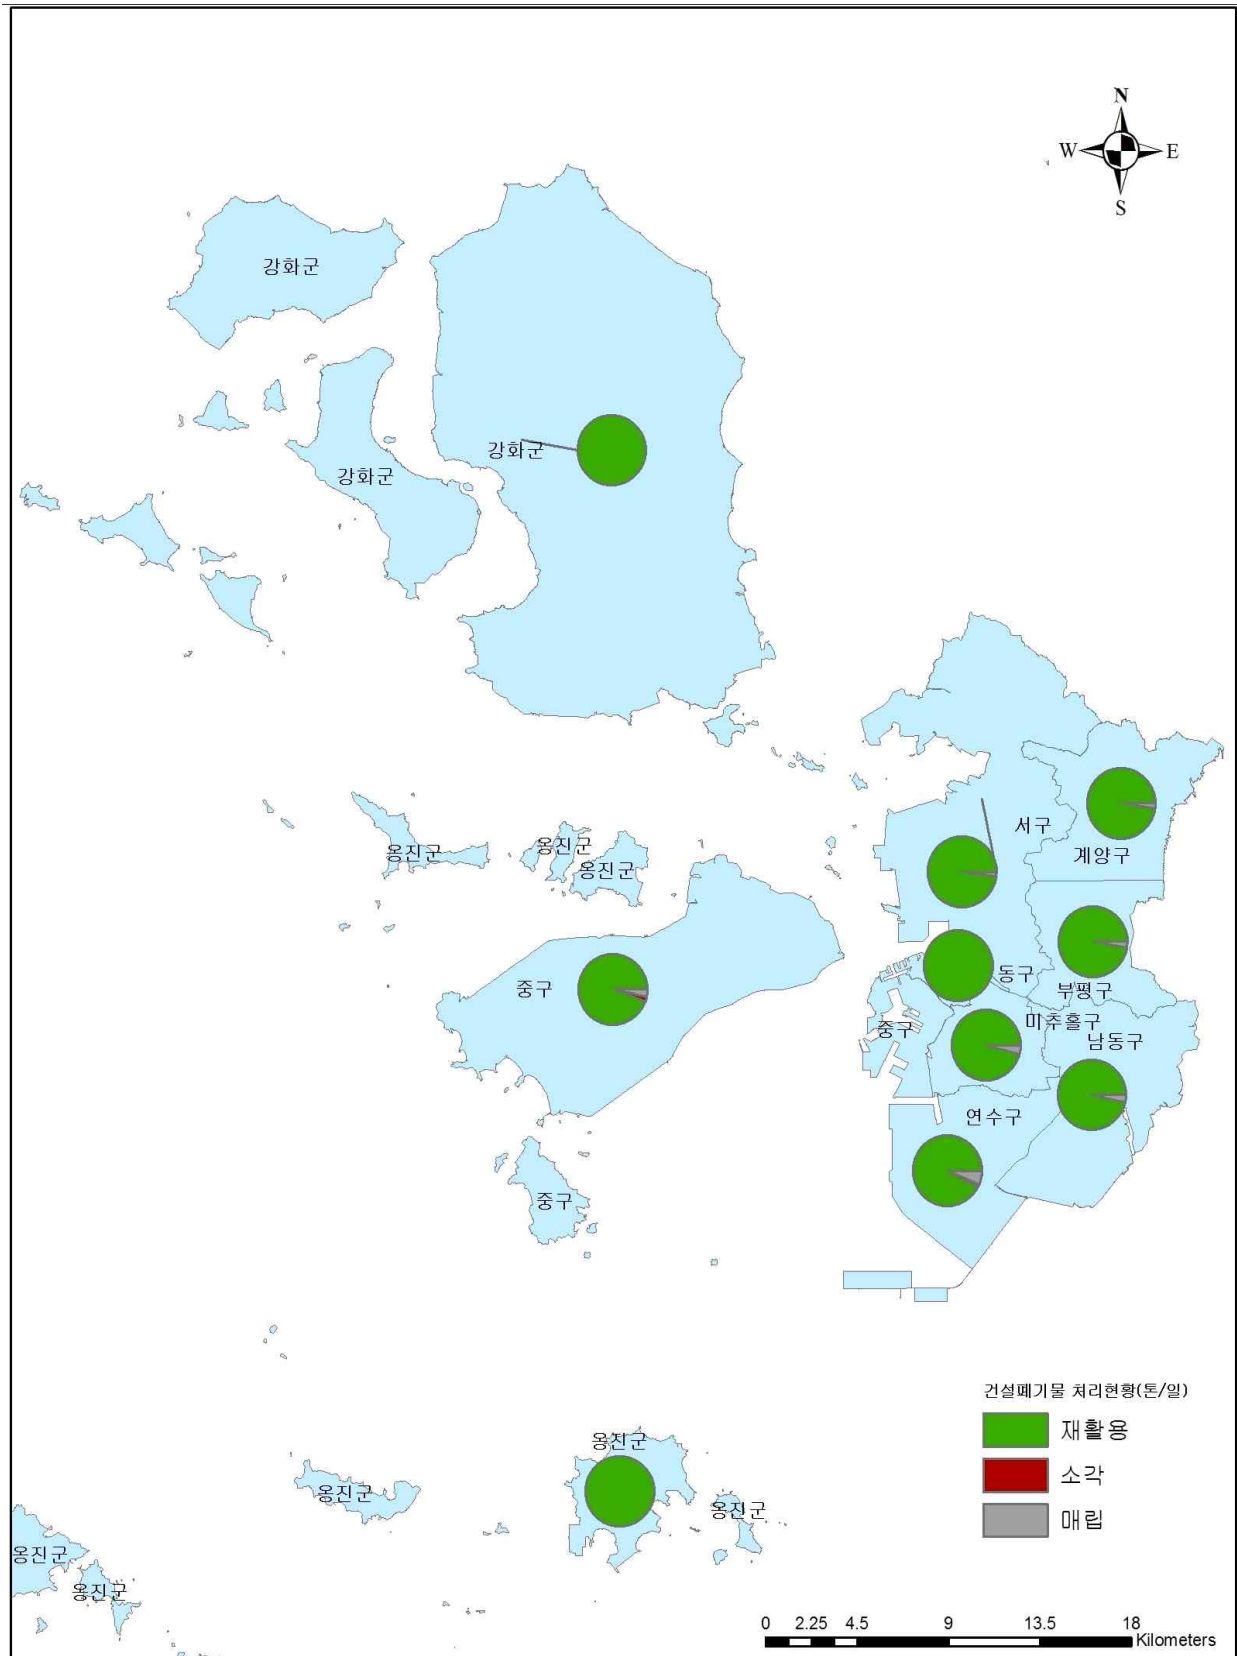 N
W E
S
강화군
강화군
강화군
서구
계양구
옹진군
옹진군
옹진군
동구
중구
부평구
미추홀구
중구
남동구
연수구
중구
건설폐기물 처리현황(톤/일)
재활용
소각
매립
옹진군
옹진군
옹진군
옹진군
옹진군
0 2.25 4.5 9 13.5 18
Kilometers